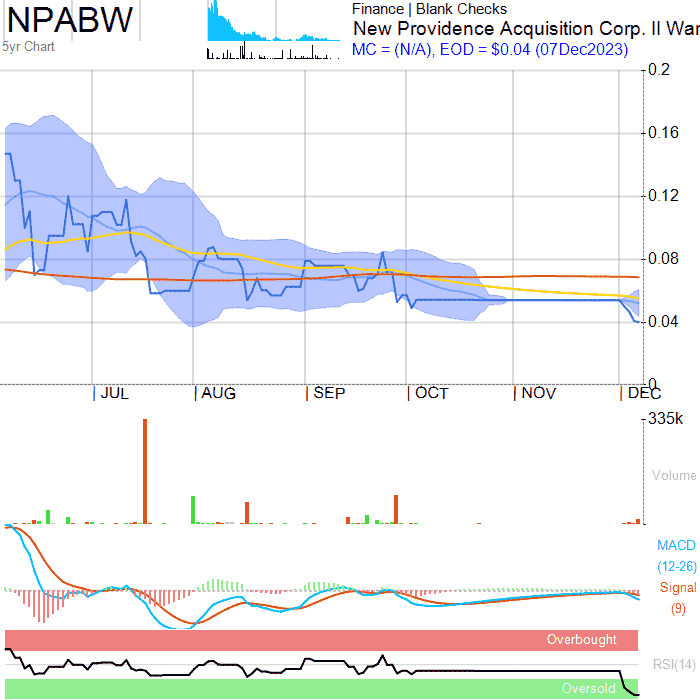 NPABW
5yr Chart
Finance | Blank Checks
New Providence Acquisition Corp. II War
MC = (N/A), EOD = $0.04 (07Dec2023)
0.2
0.16
0.12
0.08
0.04
0
JUL AUG SEP OCT NOV DEC
335k
Volume
MACD
(12-26)
Signal
(9)
Overbought
RSI(14)
Oversold